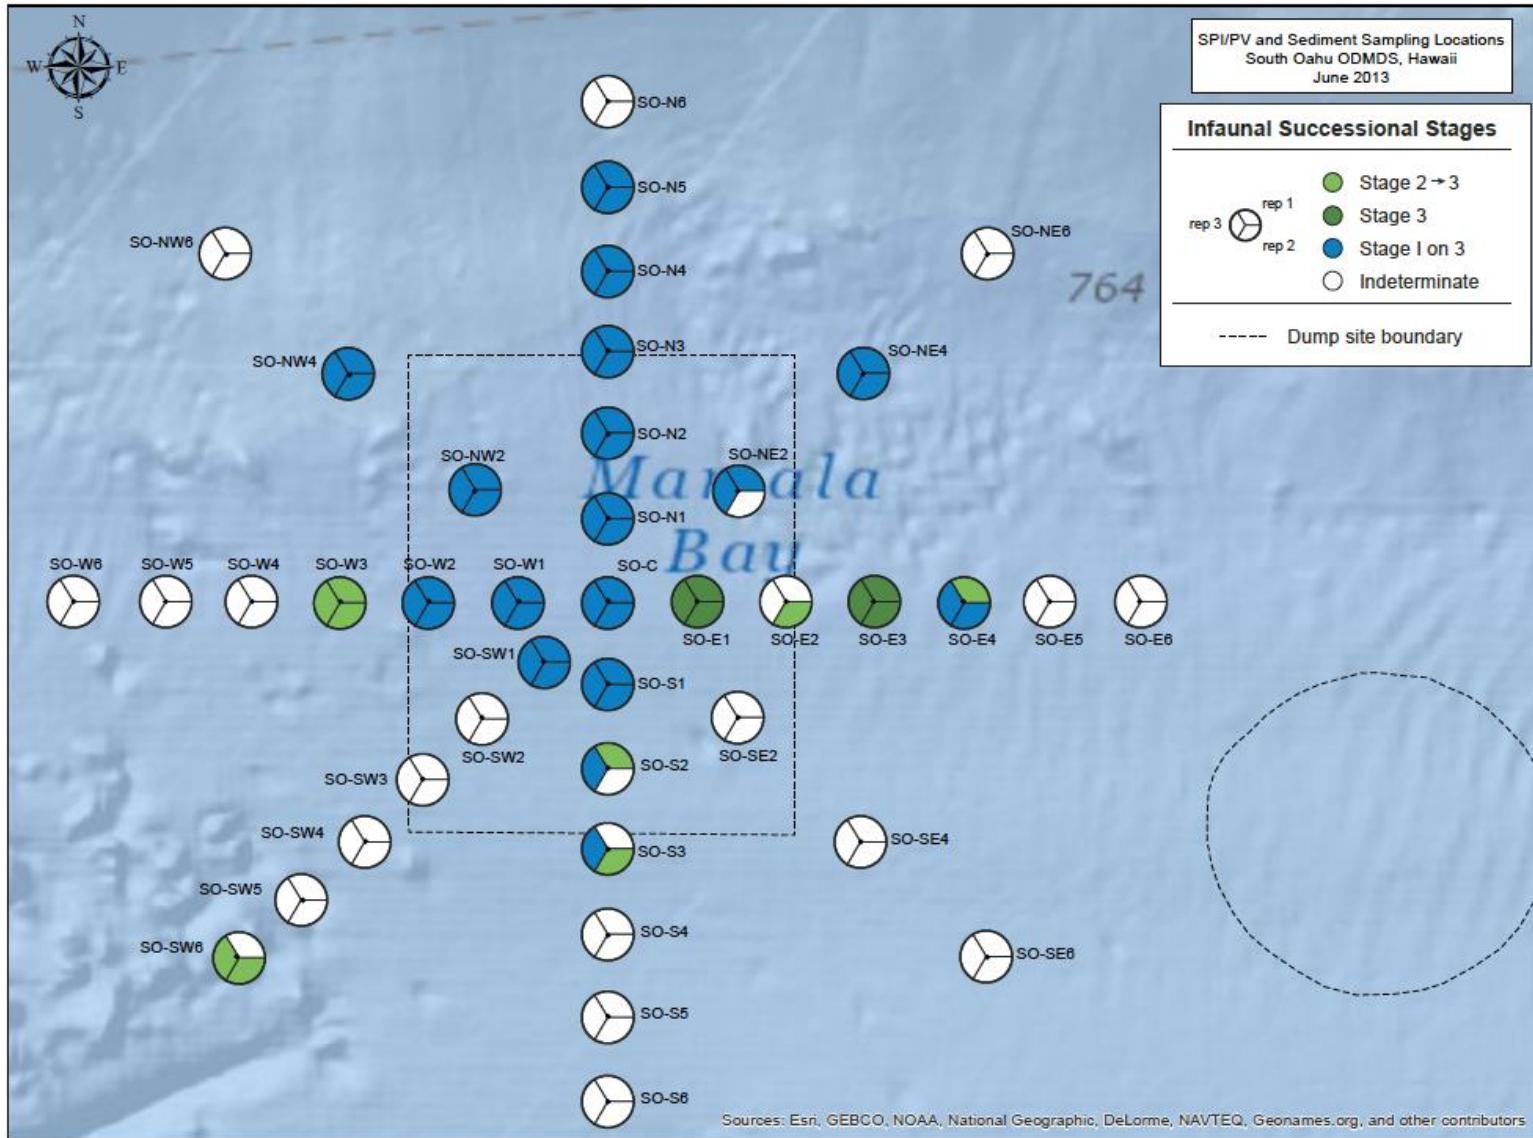 N
W
E
S
SPI/PV and Sediment Sampling Locations
South Oahu ODMDS, Hawaii
June 2013
Infaunal Successional Stages
rep 1
rep 3
rep 2
Stage 2→3
Stage 3
Stage I on 3
Indeterminate
Dump site boundary
SO-N6
SO-N5
SO-NW6
SO-NE6
SO-N4
764
SO-N3
SO-NW4
SO-NE4
SO-N2
SO-NW2
SO-NE2
Mamala
SO-N1
Bay
SO-W6
SO-W5
SO-W4
SO-W3
SO-W2
SO-W1
SO-C
SO-E1
SO-E2
SO-E3
SO-E4
SO-E5
SO-E6
SO-SW1
SO-S1
SO-SW2
SO-SE2
SO-S2
SO-SW3
SO-SW4
SO-SE4
SO-S3
SO-SW5
SO-S4
SO-SW6
SO-SE6
SO-S5
SO-S6
Sources: Esri, GEBCO, NOAA, National Geographic, DeLorme, NAVTEQ, Geonames.org, and other contributors